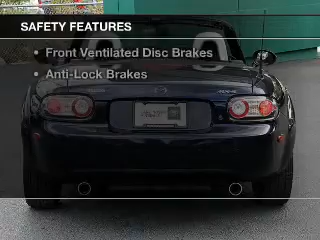 SAFETY FEATURES
• Front Ventilated Disc Brakes
• Anti-Lock Brakes